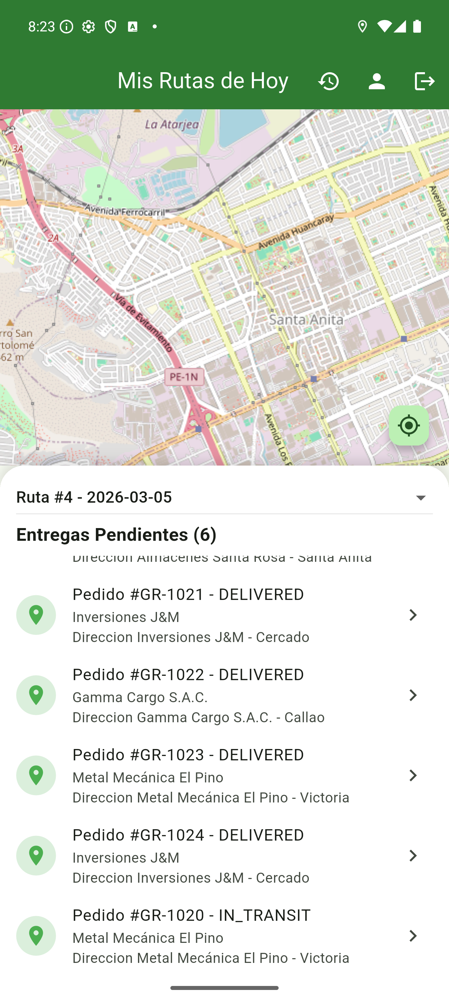 8:23
Mis Rutas de Hoy
La Atarjea
3A
Avenida Ferrocarril
Avenida Huancaray
2A
Vía de Evitamiento
Santa Anita
rro San
rtolomé
62 m
PE-1N
Avenida Los
Ruta #4 - 2026-03-05
Entregas Pendientes (6)
Direccion Almacenes Santa Rosa - Santa Anita
Pedido #GR-1021 - DELIVERED
Inversiones J&M
Direccion Inversiones J&M - Cercado
Pedido #GR-1022 - DELIVERED
Gamma Cargo S.A.C.
Direccion Gamma Cargo S.A.C. - Callao
Pedido #GR-1023 - DELIVERED
Metal Mecánica El Pino
Direccion Metal Mecánica El Pino - Victoria
Pedido #GR-1024 - DELIVERED
Inversiones J&M
Direccion Inversiones J&M - Cercado
Pedido #GR-1020 - IN_TRANSIT
Metal Mecánica El Pino
Direccion Metal Mecánica El Pino - Victoria